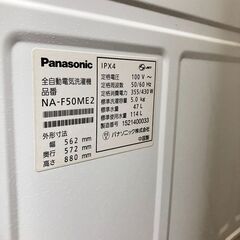 Panasonic
全自動電気洗濯機
品番
NA-F50ME2
外形寸法
幅 562 mm
奥行 572 mm
高さ 880 mm
IPX4
JET
定格電圧 100 V～
定格周波数 50/60 Hz
定格消費電力 355/430 W
標準洗濯容量 5.0 kg
標準水量 47 L
標準使用水量 114 L
製造番号 1521400033
パナソニック株式会社
中国製